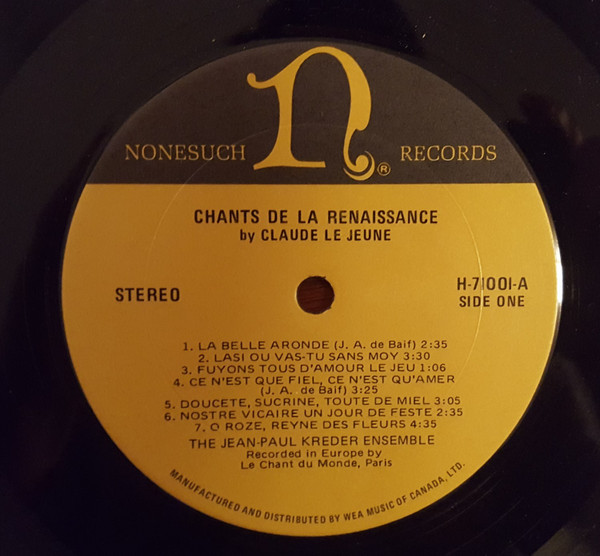 n
NONESUCH ® RECORDS
CHANTS DE LA RENAISSANCE
by CLAUDE LE JEUNE
STEREO
H-71001-A
SIDE ONE
1. LA BELLE ARONDE (J. A. de Baif) 2:35
2. LASI OU VAS-TU SANS MOY 3:30
3. FUYONS TOUS D'AMOUR LE JEU 1:06
4. CE N'EST QUE FIEL, CE N'EST QU'AMER
(J. A. de Baif) 3:25
5. DOUCETE, SUCRINE, TOUTE DE MIEL 3:05
6. NOSTRE VICAIRE UN JOUR DE FESTE 2:35
7. O ROZE, REYNE DES FLEURS 4:35
THE JEAN-PAUL KREDER ENSEMBLE
Recorded in Europe by
Le Chant du Monde, Paris
MANUFACTURED AND DISTRIBUTED BY WEA MUSIC OF CANADA, LTD.